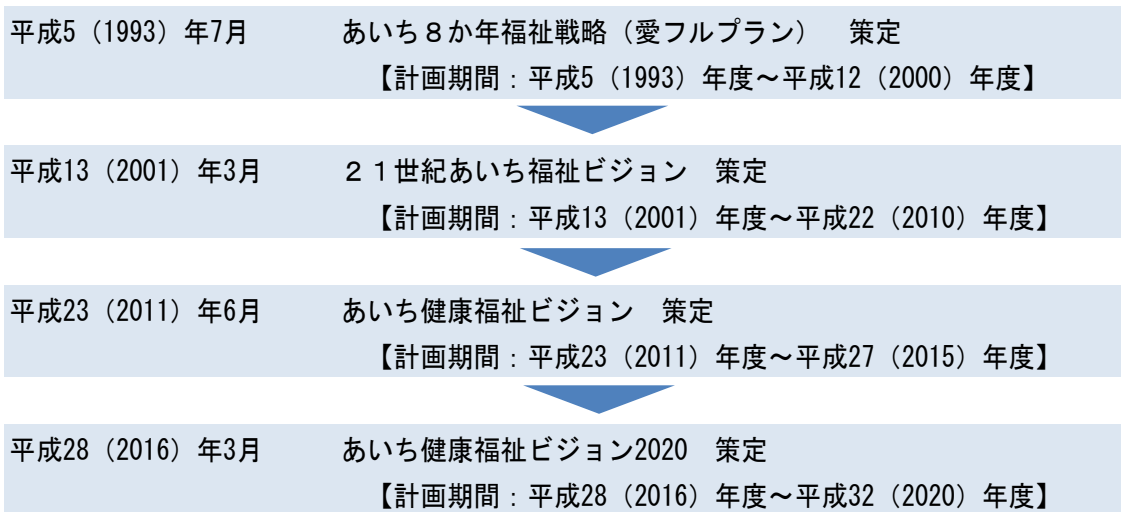 平成5（1993）年7月　　　あいち８か年福祉戦略（愛フルプラン）　策定
【計画期間：平成5（1993）年度～平成12（2000）年度】
平成13（2001）年3月　　　２１世紀あいち福祉ビジョン　策定
【計画期間：平成13（2001）年度～平成22（2010）年度】
平成23（2011）年6月　　　あいち健康福祉ビジョン　策定
【計画期間：平成23（2011）年度～平成27（2015）年度】
平成28（2016）年3月　　　あいち健康福祉ビジョン2020　策定
【計画期間：平成28（2016）年度～平成32（2020）年度】